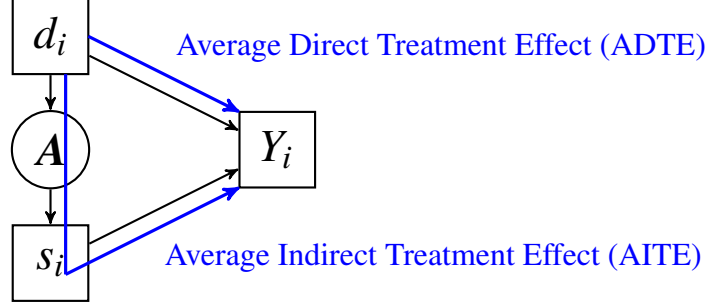 d_i
Average Direct Treatment Effect (ADTE)
A
Y_i
s_i
Average Indirect Treatment Effect (AITE)